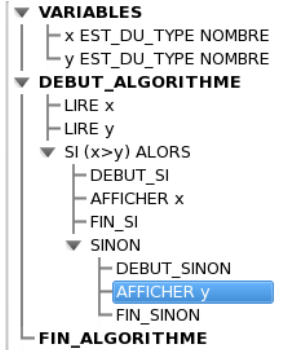 VARIABLES
x EST_DU_TYPE NOMBRE
y EST_DU_TYPE NOMBRE
DEBUT_ALGORITHME
LIRE x
LIRE y
SI (x>y) ALORS
DEBUT_SI
AFFICHER x
FIN_SI
SINON
DEBUT_SINON
AFFICHER y
FIN_SINON
FIN_ALGORITHME